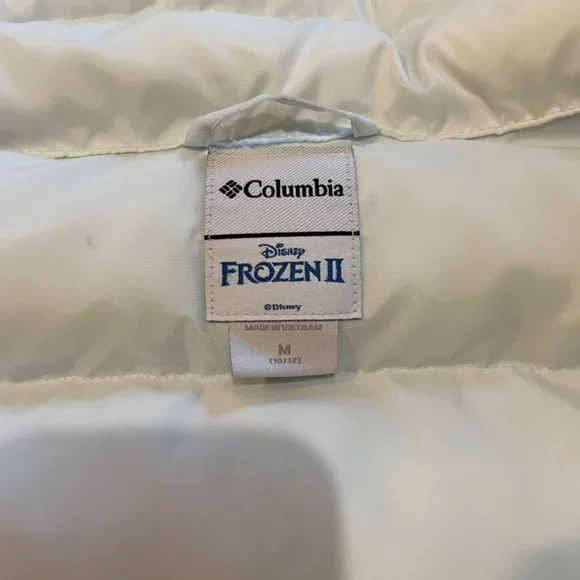 Columbia
Disney
FROZEN II
©Disney
MADE IN VIETNAM
M
(10/12)